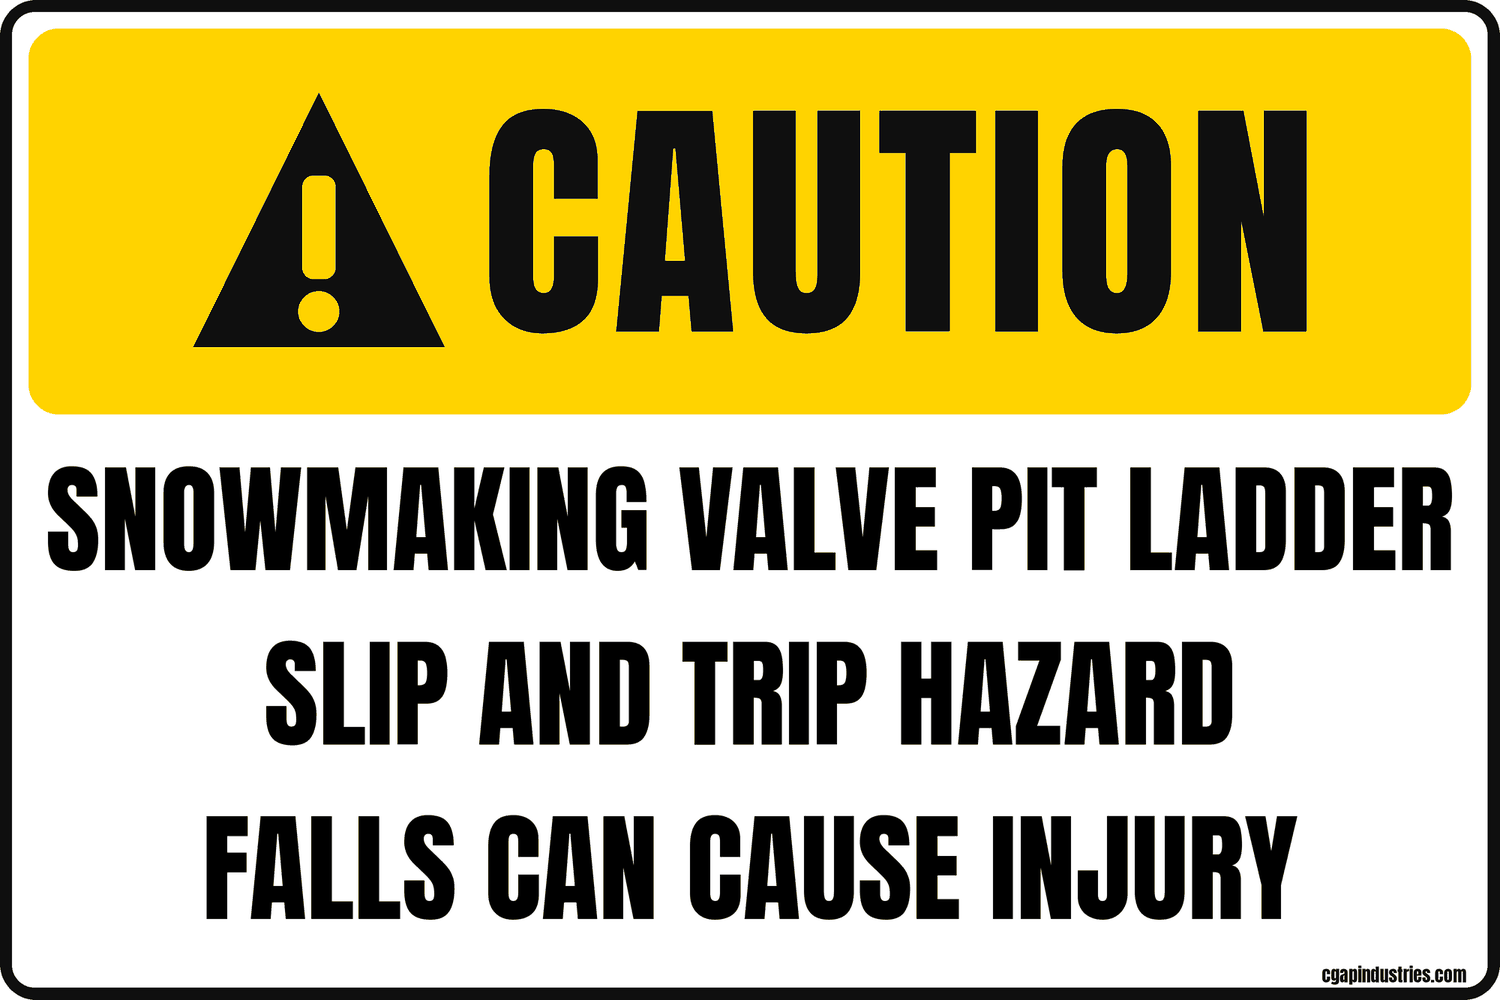 CAUTION
SNOWMAKING VALVE PIT LADDER
SLIP AND TRIP HAZARD
FALLS CAN CAUSE INJURY
cgapindustries.com